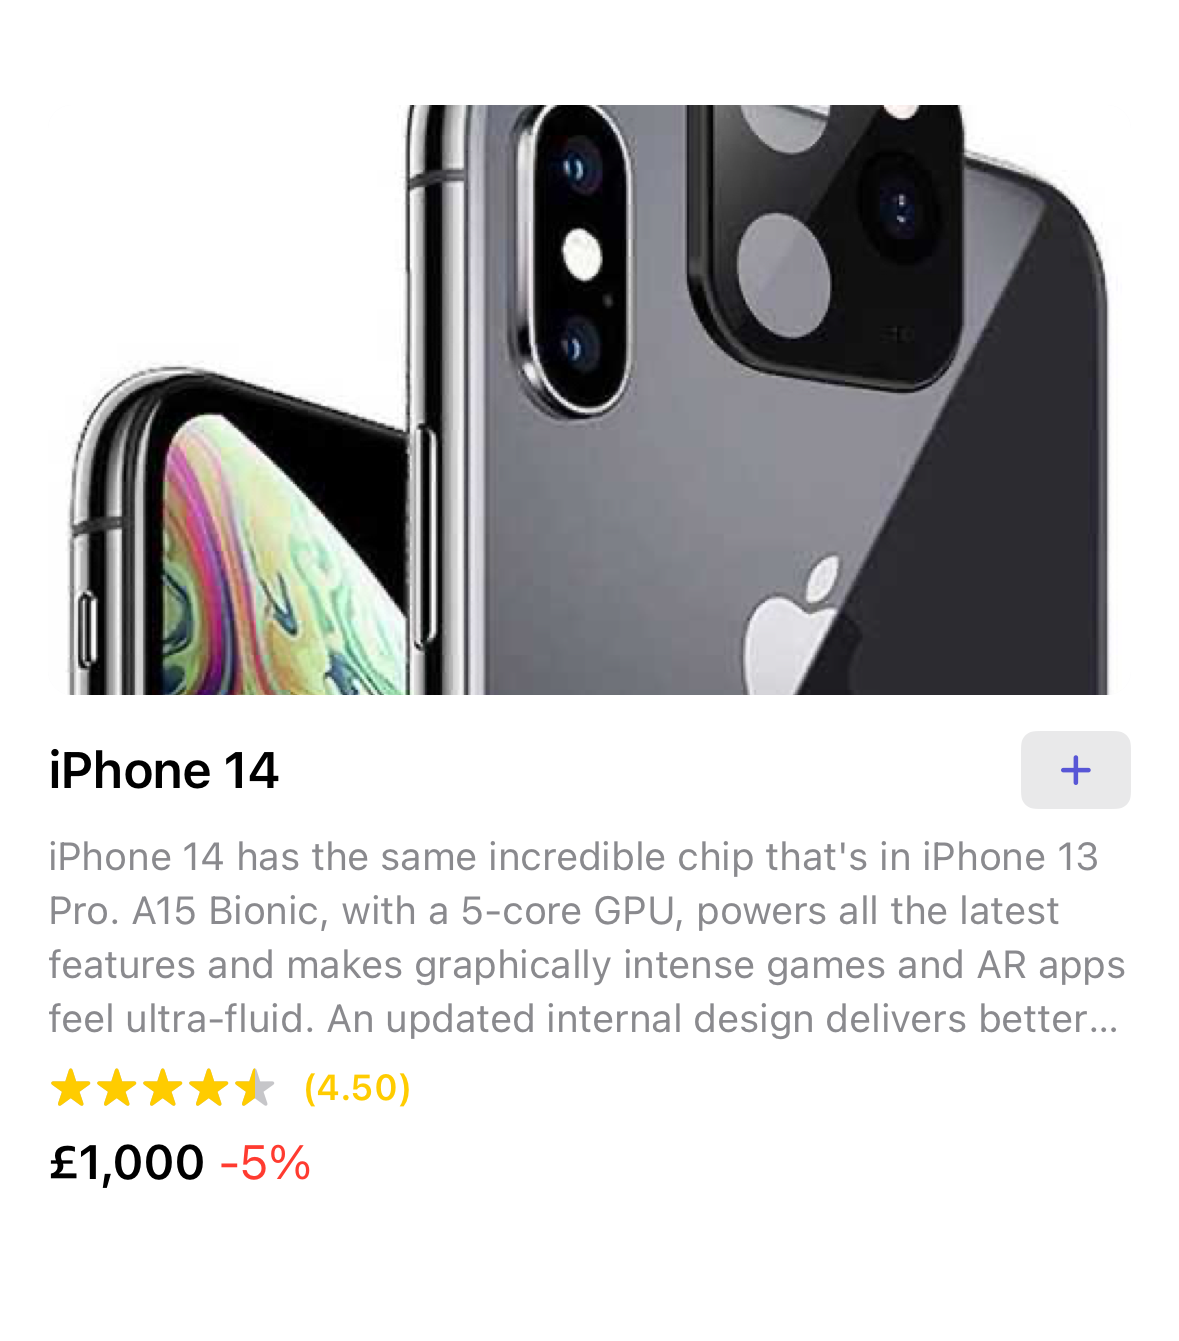 iPhone 14
+
iPhone 14 has the same incredible chip that's in iPhone 13
Pro. A15 Bionic, with a 5-core GPU, powers all the latest
features and makes graphically intense games and AR apps
feel ultra-fluid. An updated internal design delivers better...
(4.50)
£1,000 -5%